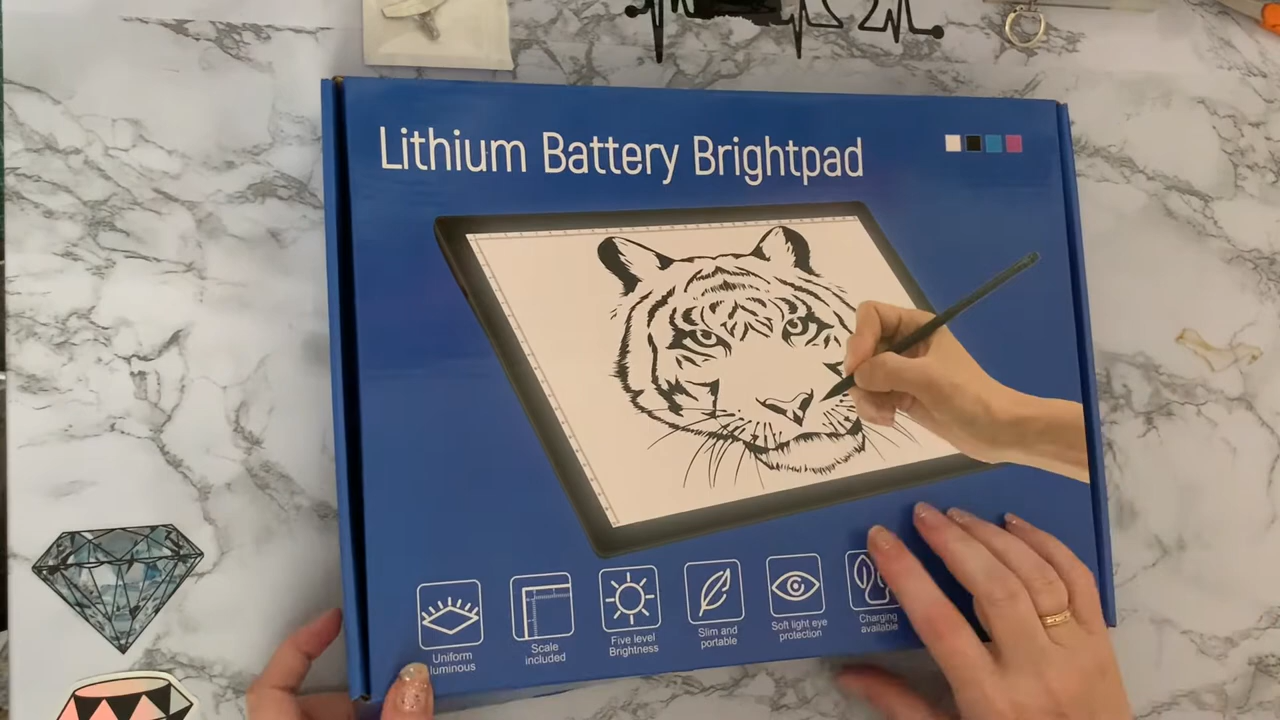 Lithium Battery Brightpad
Uniform
luminous
Scale
included
Five level
Brightness
Slim and
portable
Soft light eye
protection
Charging
available